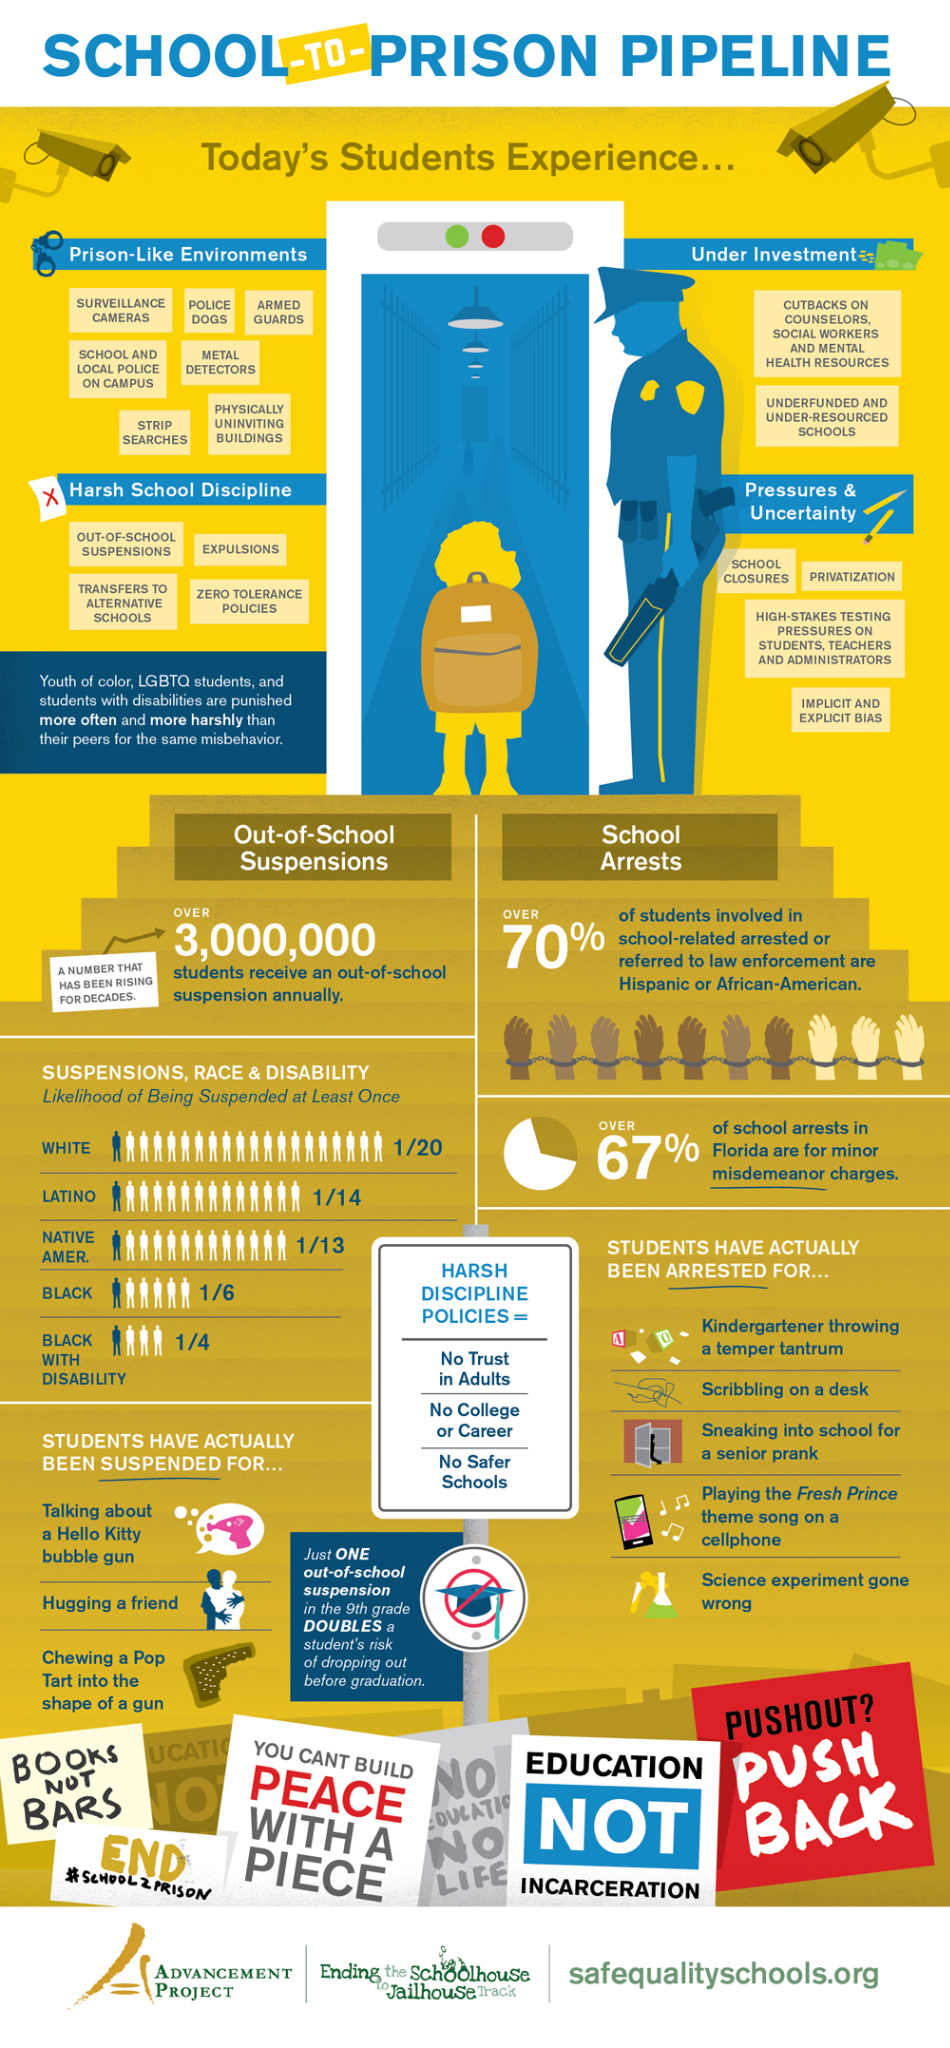 SCHOOL-TO-PRISON PIPELINE
Today's Students Experience...
Prison-Like Environments
SURVEILLANCE
CAMERAS
POLICE
DOGS
ARMED
GUARDS
SCHOOL AND
LOCAL POLICE
ON CAMPUS
METAL
DETECTORS
STRIP
SEARCHES
PHYSICALLY
UNINVITING
BUILDINGS
Harsh School Discipline
OUT-OF-SCHOOL
SUSPENSIONS
EXPULSIONS
TRANSFERS TO
ALTERNATIVE
SCHOOLS
ZERO TOLERANCE
POLICIES
Youth of color, LGBTQ students, and
students with disabilities are punished
more often and more harshly than
their peers for the same misbehavior.
Under Investment
CUTBACKS ON
COUNSELORS,
SOCIAL WORKERS
AND MENTAL
HEALTH RESOURCES
UNDERFUNDED AND
UNDER-RESOURCED
SCHOOLS
Pressures &
Uncertainty
SCHOOL
CLOSURES
PRIVATIZATION
HIGH-STAKES TESTING
PRESSURES ON
STUDENTS, TEACHERS
AND ADMINISTRATORS
IMPLICIT AND
EXPLICIT BIAS
Out-of-School
Suspensions
OVER
3,000,000
students receive an out-of-school
suspension annually.
A NUMBER THAT
HAS BEEN RISING
FOR DECADES.
SUSPENSIONS, RACE & DISABILITY
Likelihood of Being Suspended at Least Once
WHITE 1/20
LATINO 1/14
NATIVE
AMER. 1/13
BLACK 1/6
BLACK
WITH
DISABILITY 1/4
STUDENTS HAVE ACTUALLY
BEEN SUSPENDED FOR...
Talking about
a Hello Kitty
bubble gun
Hugging a friend
Chewing a Pop
Tart into the
shape of a gun
School
Arrests
OVER
70%
of students involved in
school-related arrested or
referred to law enforcement are
Hispanic or African-American.
OVER
67%
of school arrests in
Florida are for minor
misdemeanor charges.
HARSH
DISCIPLINE
POLICIES =
No Trust
in Adults
No College
or Career
No Safer
Schools
Just ONE
out-of-school
suspension
in the 9th grade
DOUBLES a
student's risk
of dropping out
before graduation.
STUDENTS HAVE ACTUALLY
BEEN ARRESTED FOR...
A
Q
Kindergartener throwing
a temper tantrum
Scribbling on a desk
Sneaking into school for
a senior prank
Playing the Fresh Prince
theme song on a
cellphone
Science experiment gone
wrong
BOOKS
NOT
BARS
UCATIO
NO
END
#SCHOOL2PRISON
YOU CANT BUILD
PEACE
WITH A
PIECE
NO
EDUCATIO
NO
LIFE
EDUCATION
NOT
INCARCERATION
PUSHOUT?
PUSH
BACK
ADVANCEMENT
PROJECT
Ending the Schoolhouse
to Jailhouse Track
safequalityschools.org